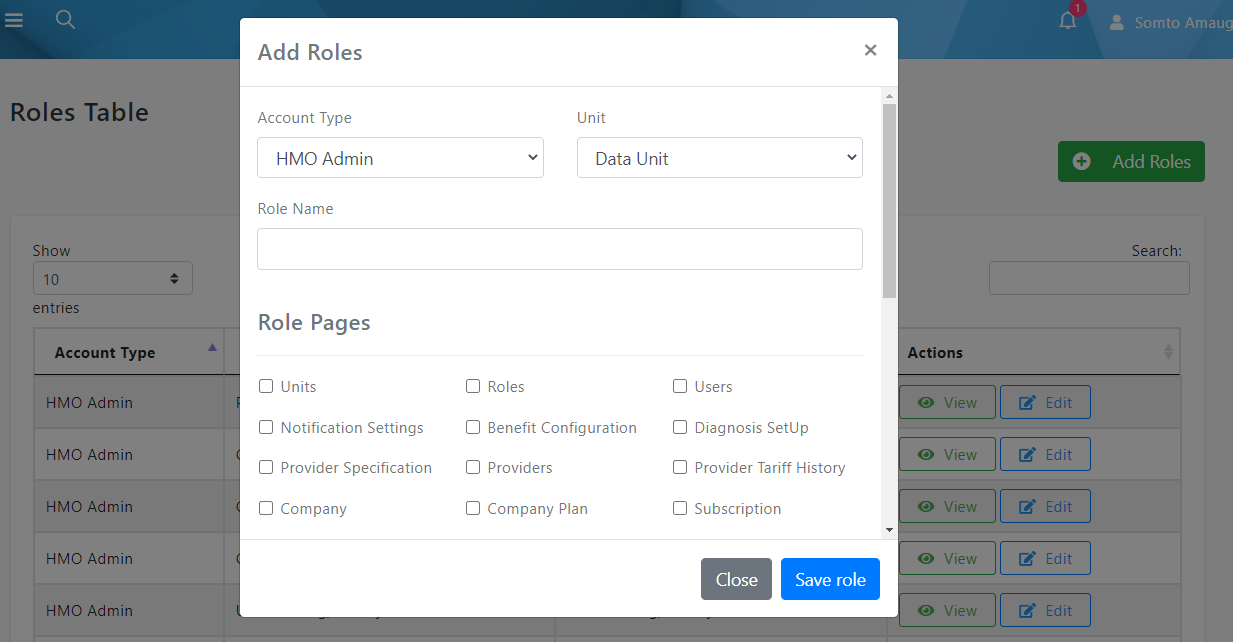 1
Somto Amaug
Add Roles
×
Roles Table
Account Type Unit
HMO Admin Data Unit
Add Roles
Role Name
Show
Search:
10
entries
Role Pages
Account Type
Actions
Units Roles Users
HMO Admin
View Edit
Notification Settings Benefit Configuration Diagnosis SetUp
HMO Admin
View Edit
Provider Specification Providers Provider Tariff History
HMO Admin
View Edit
Company Company Plan Subscription
HMO Admin
View Edit
Close Save role
HMO Admin
View Edit